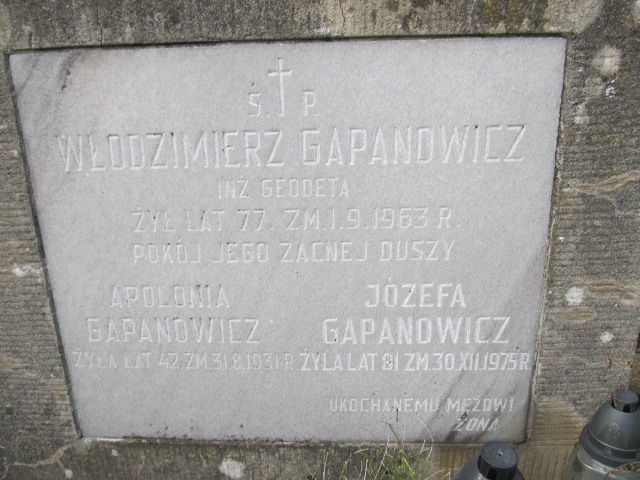 Ś. P.
WŁODZIMIERZ GAPANOWICZ
INŻ GEODETA
ŻYŁ LAT 77. ZM.1.9.1963 R.
POKÓJ JEGO ZACNEJ DUSZY
APOLONIA
GAPANOWICZ
ŻYŁA LAT 42. ZM.31.8.1931 R.
JÓZEFA
GAPANOWICZ
ŻYŁA LAT 81 ZM.30.XII.1975 R
UKOCHANEMU MĘŻOWI
ŻONA